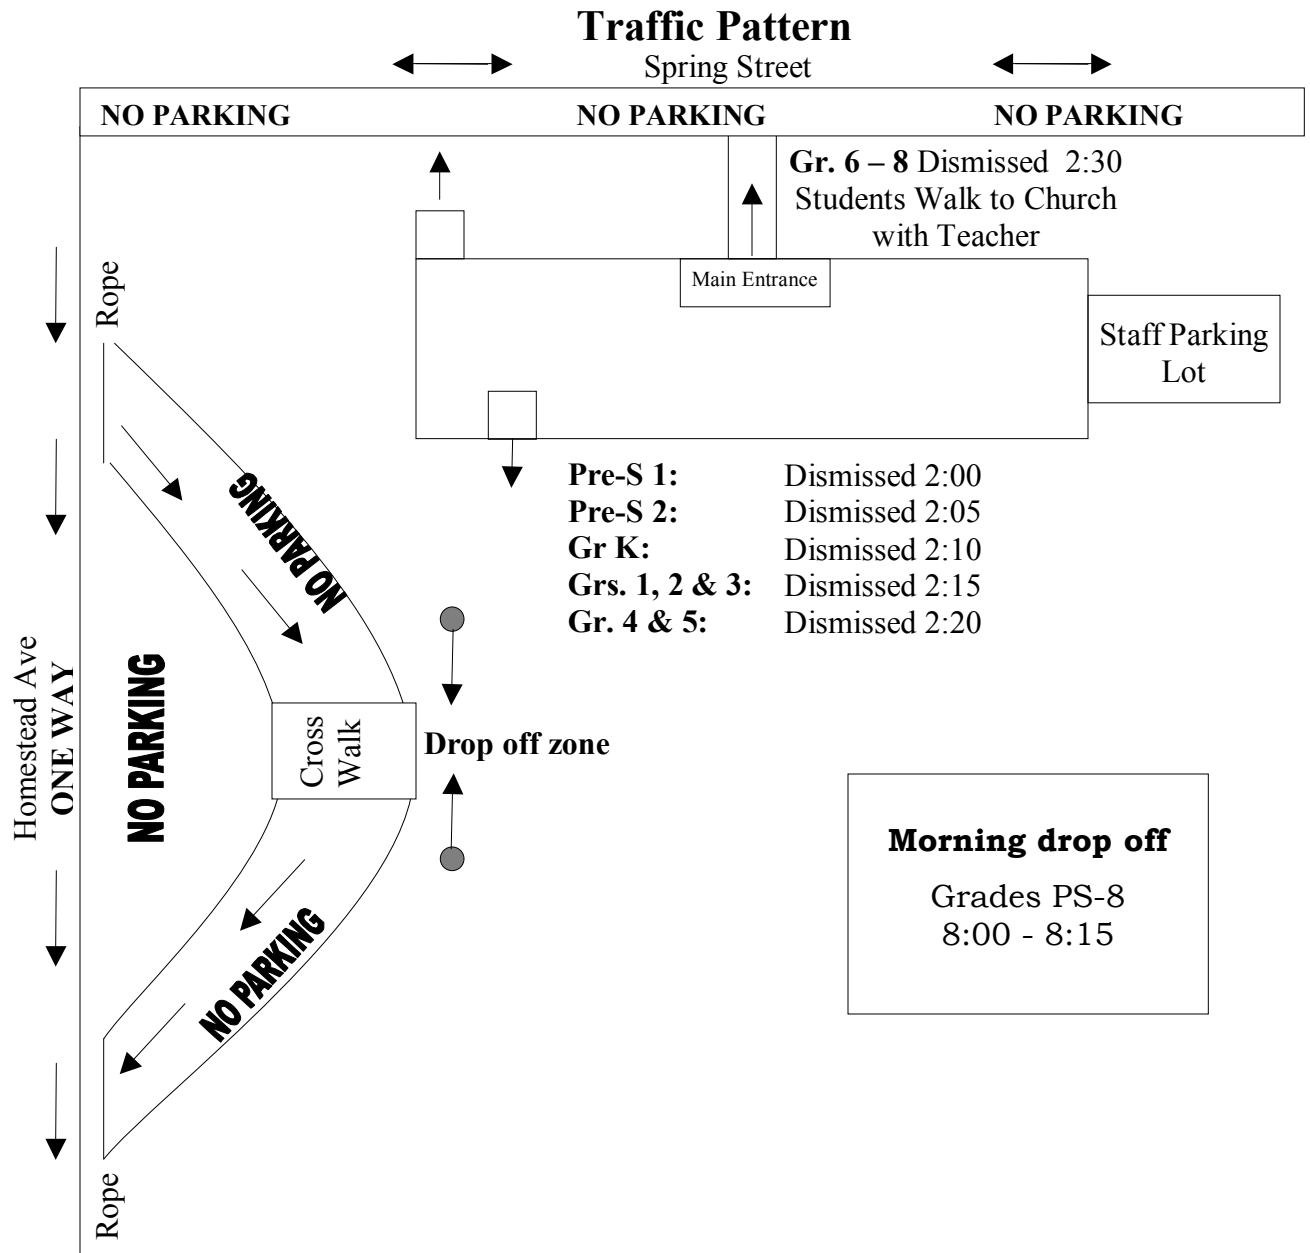 Traffic Pattern
Spring Street
NO PARKING
NO PARKING
NO PARKING
Gr. 6 – 8 Dismissed 2:30
Students Walk to Church
with Teacher
Main Entrance
Staff Parking
Lot
Rope
NO PARKING
Pre-S 1: Dismissed 2:00
Pre-S 2: Dismissed 2:05
Gr K: Dismissed 2:10
Grs. 1, 2 & 3: Dismissed 2:15
Gr. 4 & 5: Dismissed 2:20
Homestead Ave
ONE WAY
NO PARKING
Cross
Walk
Drop off zone
Morning drop off
Grades PS-8
8:00 - 8:15
NO PARKING
Rope